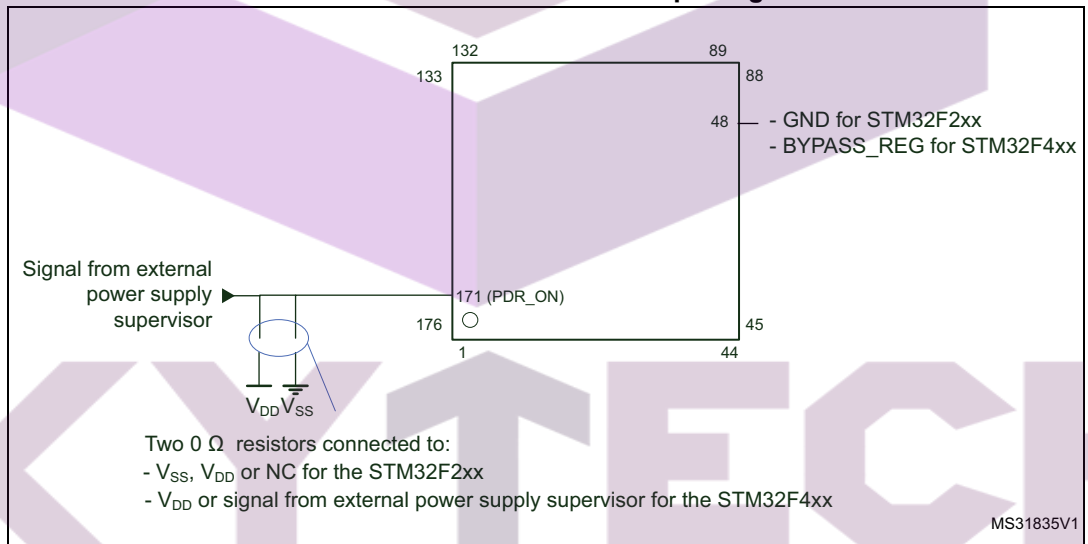 132
89
133
88
48
- GND for STM32F2xx
- BYPASS_REG for STM32F4xx
Signal from external
power supply
supervisor
171 (PDR_ON)
176
45
1
44
VDD VSS
Two 0 Ω resistors connected to:
- VSS, VDD or NC for the STM32F2xx
- VDD or signal from external power supply supervisor for the STM32F4xx
MS31835V1
KYTECH